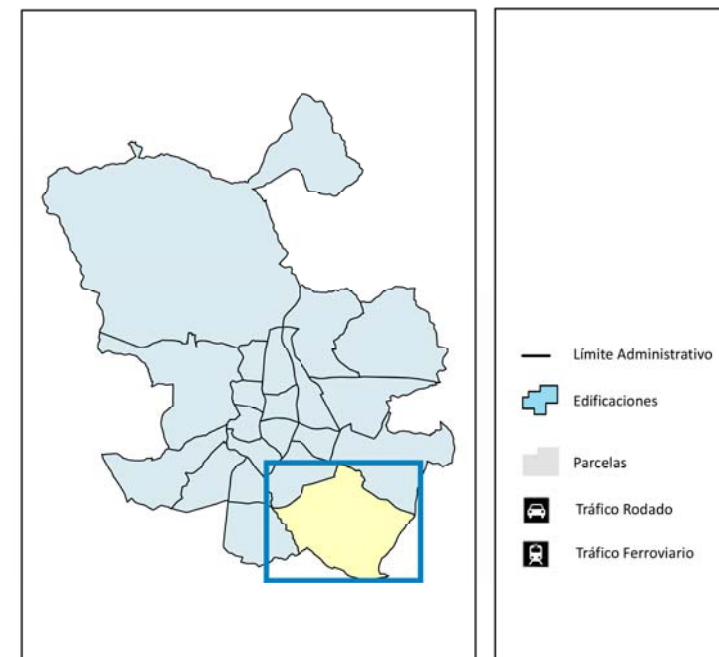 Límite Administrativo
Edificaciones
Parcelas
Tráfico Rodado
Tráfico Ferroviario